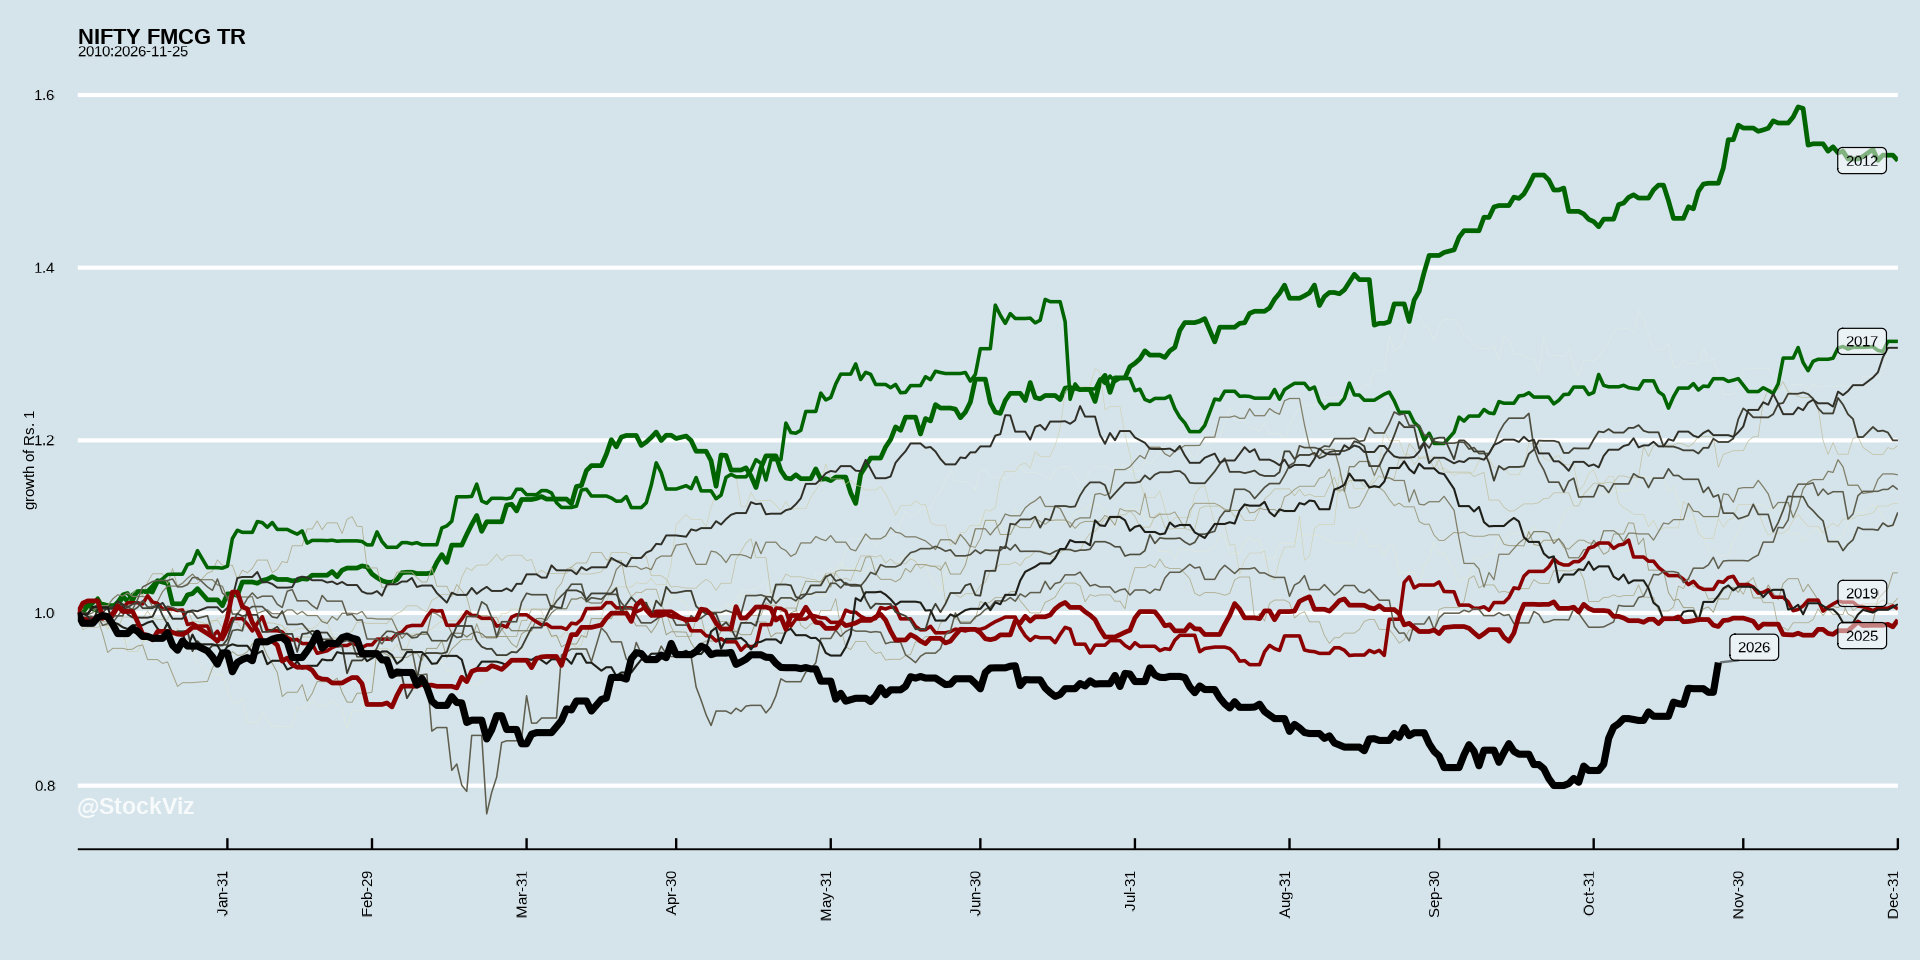 NIFTY FMCG TR
2010:2026-11-25
1.6
1.4
1.2
1.0
0.8
growth of Rs. 1
2012
2017
2019
2025
2026
@StockViz
Jan-31
Feb-29
Mar-31
Apr-30
May-31
Jun-30
Jul-31
Aug-31
Sep-30
Oct-31
Nov-30
Dec-31